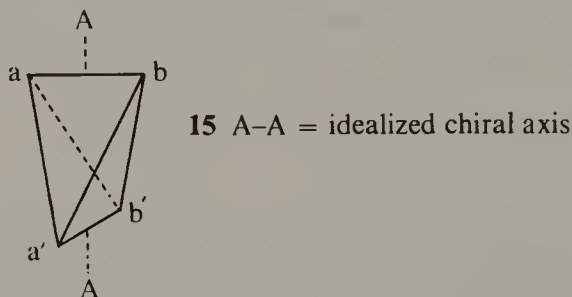 A
a b
15 A–A = idealized chiral axis
b′
a′
A